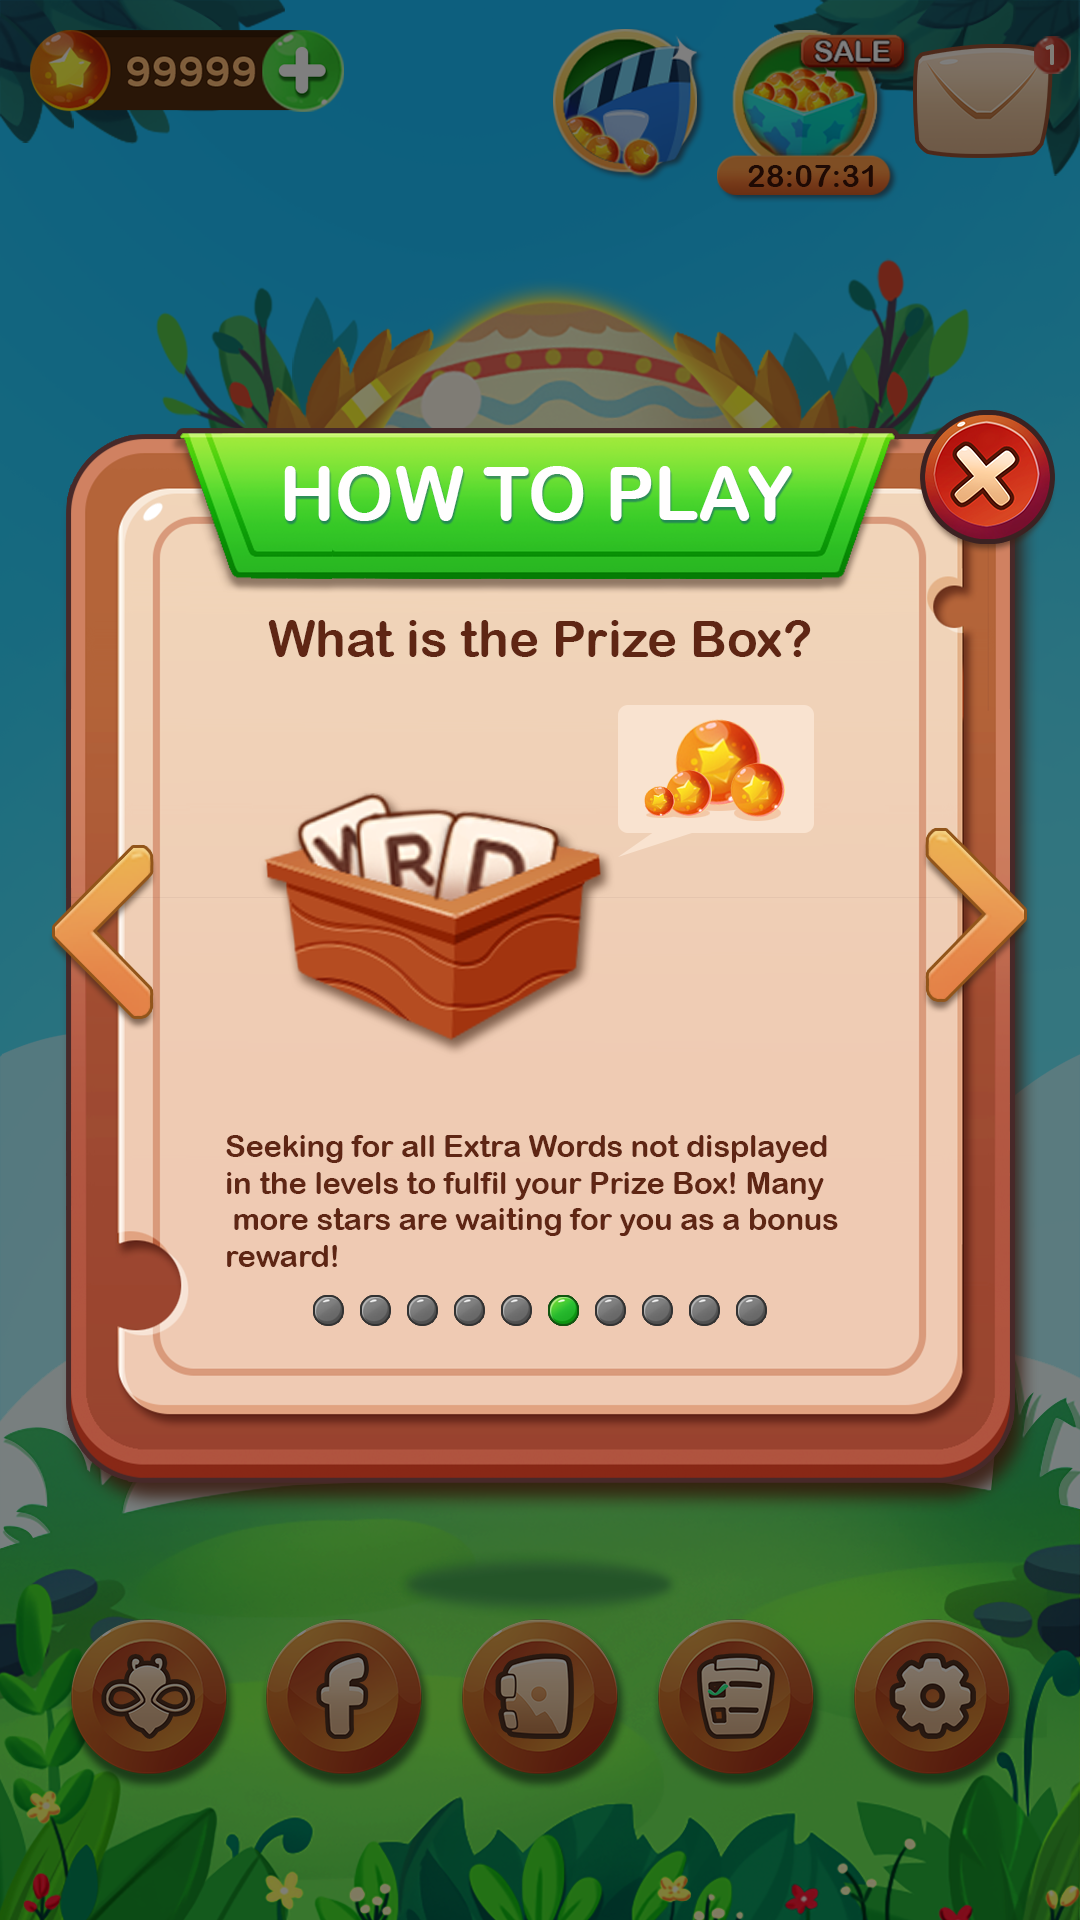 99999
SALE
1
28:07:31
HOW TO PLAY
What is the Prize Box?
W R D
Seeking for all Extra Words not displayed
in the levels to fulfil your Prize Box! Many
more stars are waiting for you as a bonus
reward!